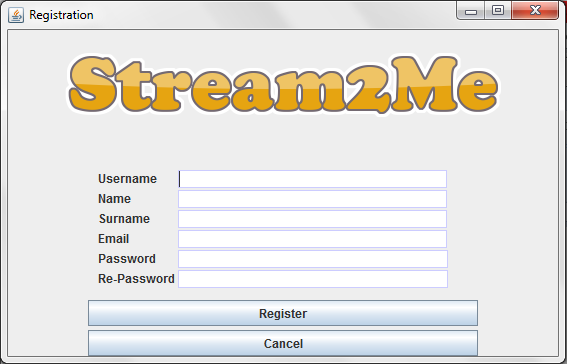 Registration
Stream2Me
Username
Name
Surname
Email
Password
Re-Password
Register
Cancel